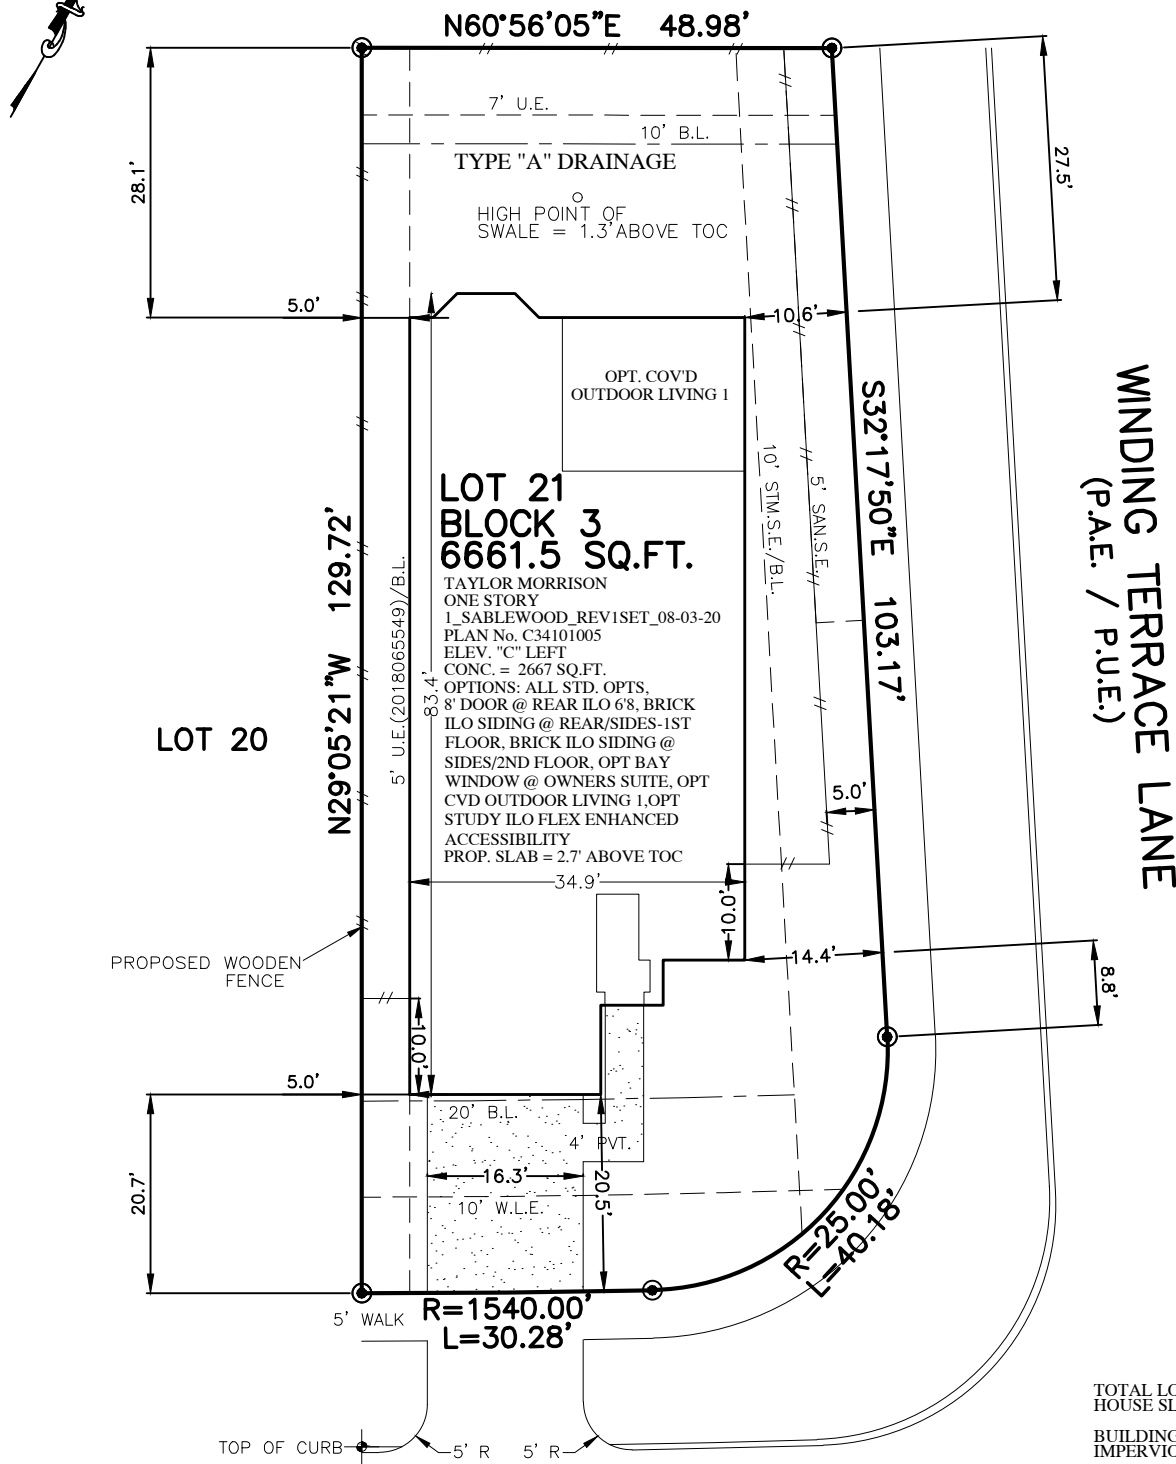 N60°56'05"E 48.98'
7' U.E.
10' B.L.
TYPE "A" DRAINAGE
28.1'
27.5'
HIGH POINT OF
SWALE = 1.3' ABOVE TOC
5.0'
10.6'
OPT. COV'D
OUTDOOR LIVING 1
S32°17'50"E 103.17'
WINDING TERRACE LANE
(P.A.E. / P.U.E.)
10' STM.S.E./B.L.
5' SAN.S.E.
LOT 21
BLOCK 3
6661.5 SQ.FT.
TAYLOR MORRISON
ONE STORY
1_SABLEWOOD_REV1SET_08-03-20
PLAN No. C34101005
ELEV. "C" LEFT
CONC. = 2667 SQ.FT.
OPTIONS: ALL STD. OPTS,
8' DOOR @ REAR ILO 6'8, BRICK
ILO SIDING @ REAR/SIDES-1ST
FLOOR, BRICK ILO SIDING @
SIDES/2ND FLOOR, OPT BAY
WINDOW @ OWNERS SUITE, OPT
CVD OUTDOOR LIVING 1,OPT
STUDY ILO FLEX ENHANCED
ACCESSIBILITY
PROP. SLAB = 2.7' ABOVE TOC
N29°05'21"W 129.72'
5' U.E.(2018065549)/B.L.
83.4'
LOT 20
5.0'
34.9'
10.0'
14.4'
8.8'
PROPOSED WOODEN
FENCE
10.0'
5.0'
20' B.L.
4' PVT.
16.3'
20.5'
20.7'
10' W.L.E.
R=25.00'
L=40.18'
R=1540.00'
L=30.28'
5' WALK
TOP OF CURB
5' R
5' R
TOTAL LO
HOUSE SL
BUILDING
IMPERVIO